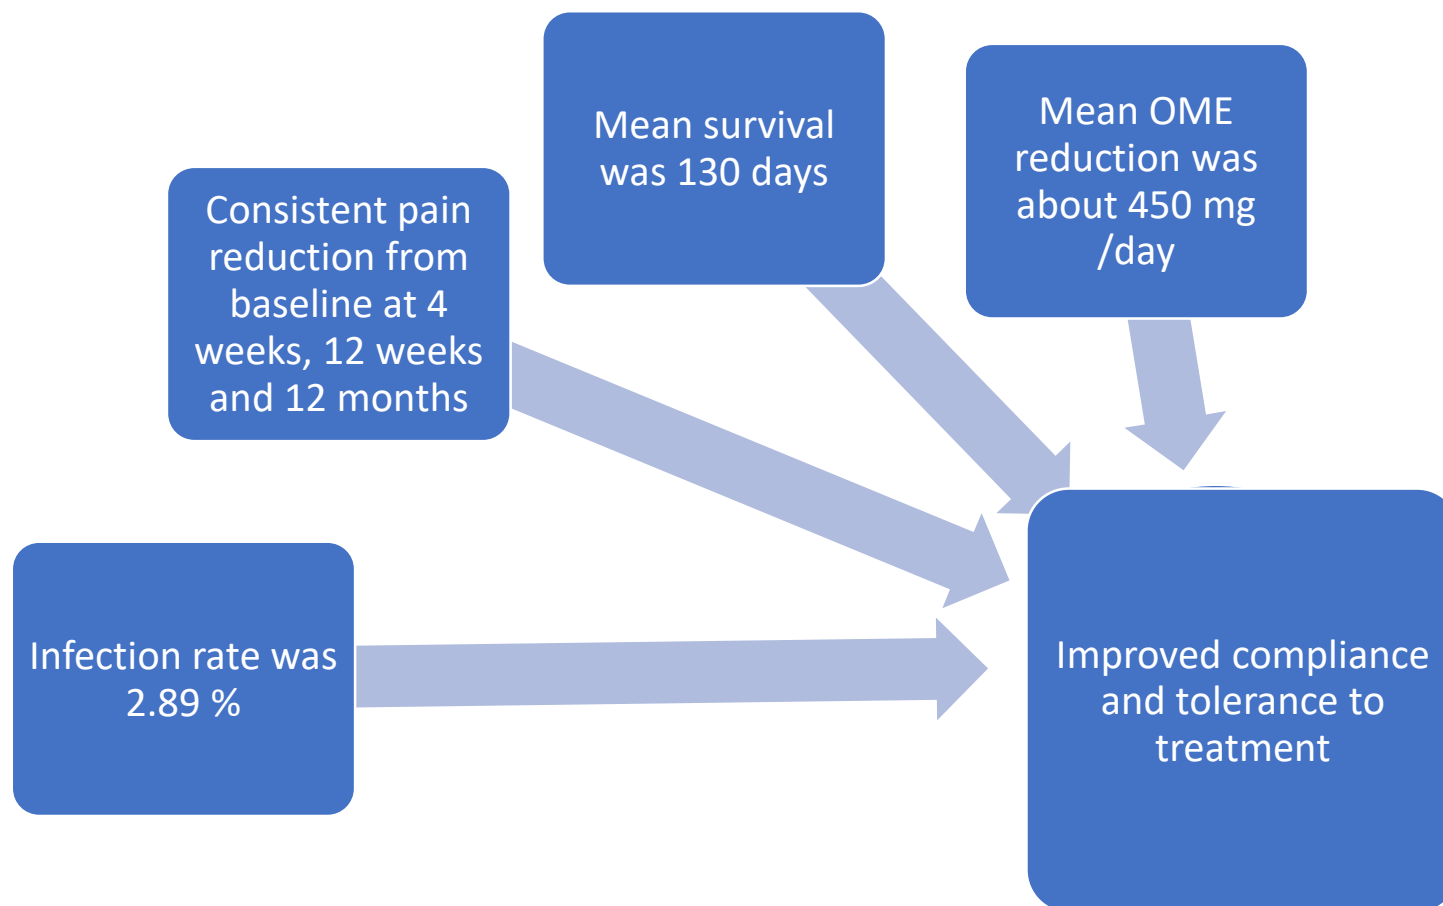 Mean survival
was 130 days
Mean OME
reduction was
about 450 mg
/day
Consistent pain
reduction from
baseline at 4
weeks, 12 weeks
and 12 months
Infection rate was
2.89 %
Improved compliance
and tolerance to
treatment